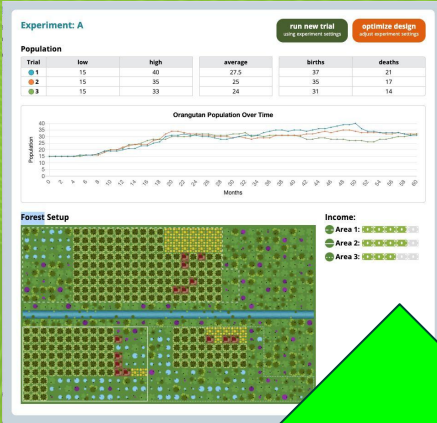 Experiment: A
run new trial
using experiment settings
optimize design
adjust experiment settings
Population
Trial low high average births deaths
1 15 40 27.5 37 21
2 15 35 25 35 17
3 15 33 24 31 14
Orangutan Population Over Time
Population
40
35
30
25
20
15
10
5
0
0 2 4 6 8 10 12 14 16 18 20 22 24 26 28 30 32 34 36 38 40 42 44 46 48 50 52 54 56 58 60
Months
Forest Setup
Income:
Area 1:
Area 2:
Area 3: